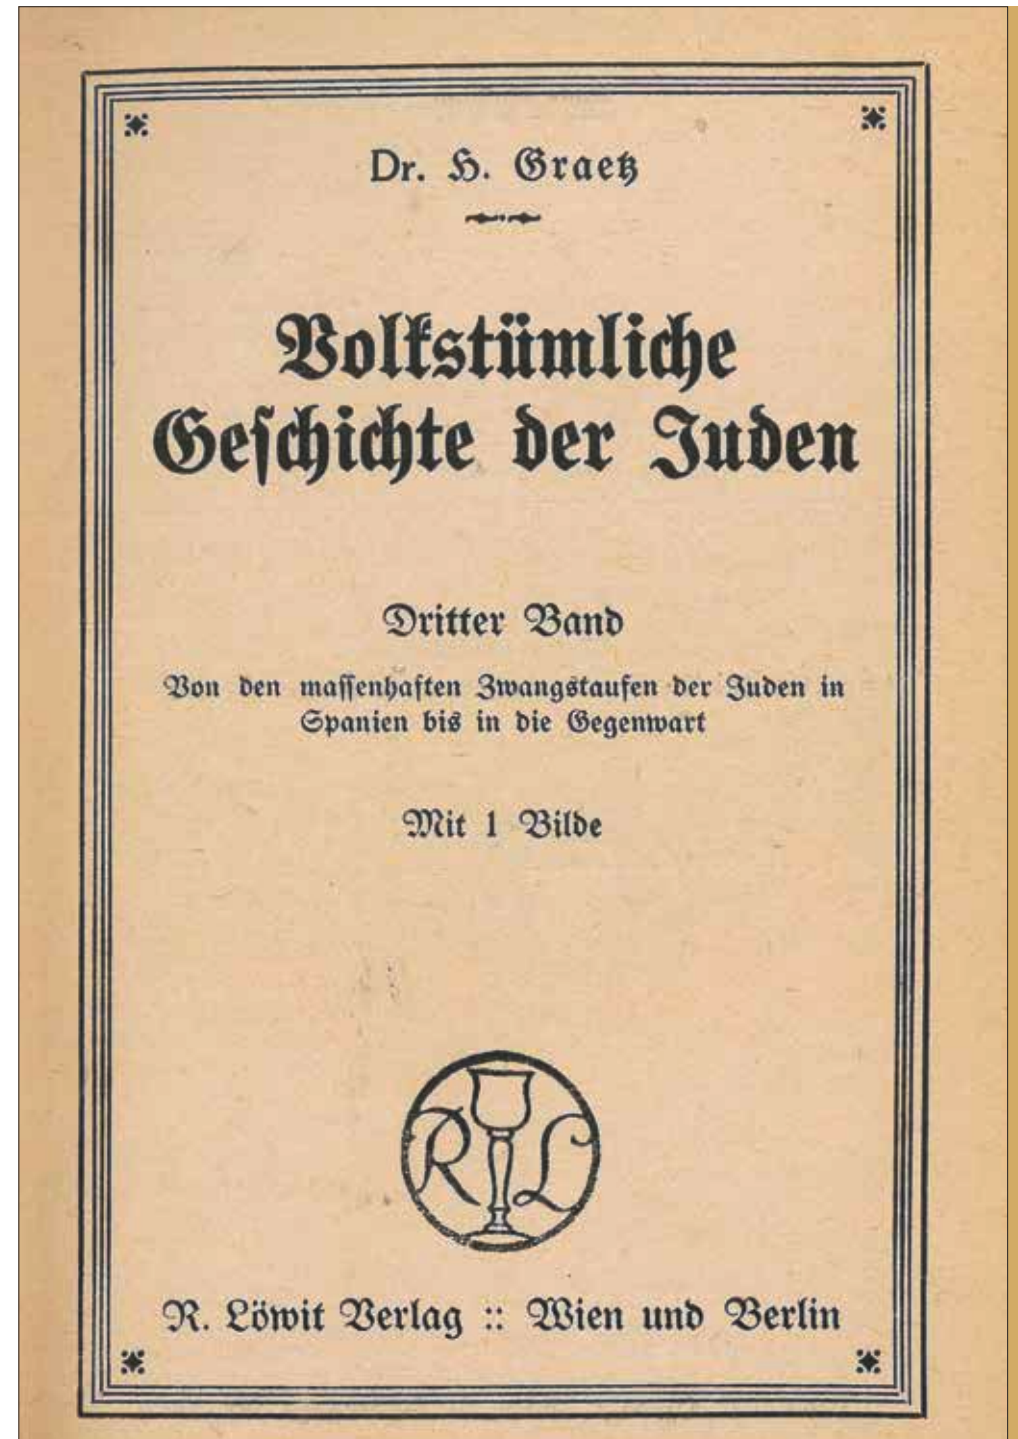 Dr. H. Graetz
Volkstümliche
Geschichte der Juden
Dritter Band
Von den massenhaften Zwangstaufen der Juden in
Spanien bis in die Gegenwart
Mit 1 Bilde
R L
R. Löwit Verlag :: Wien und Berlin